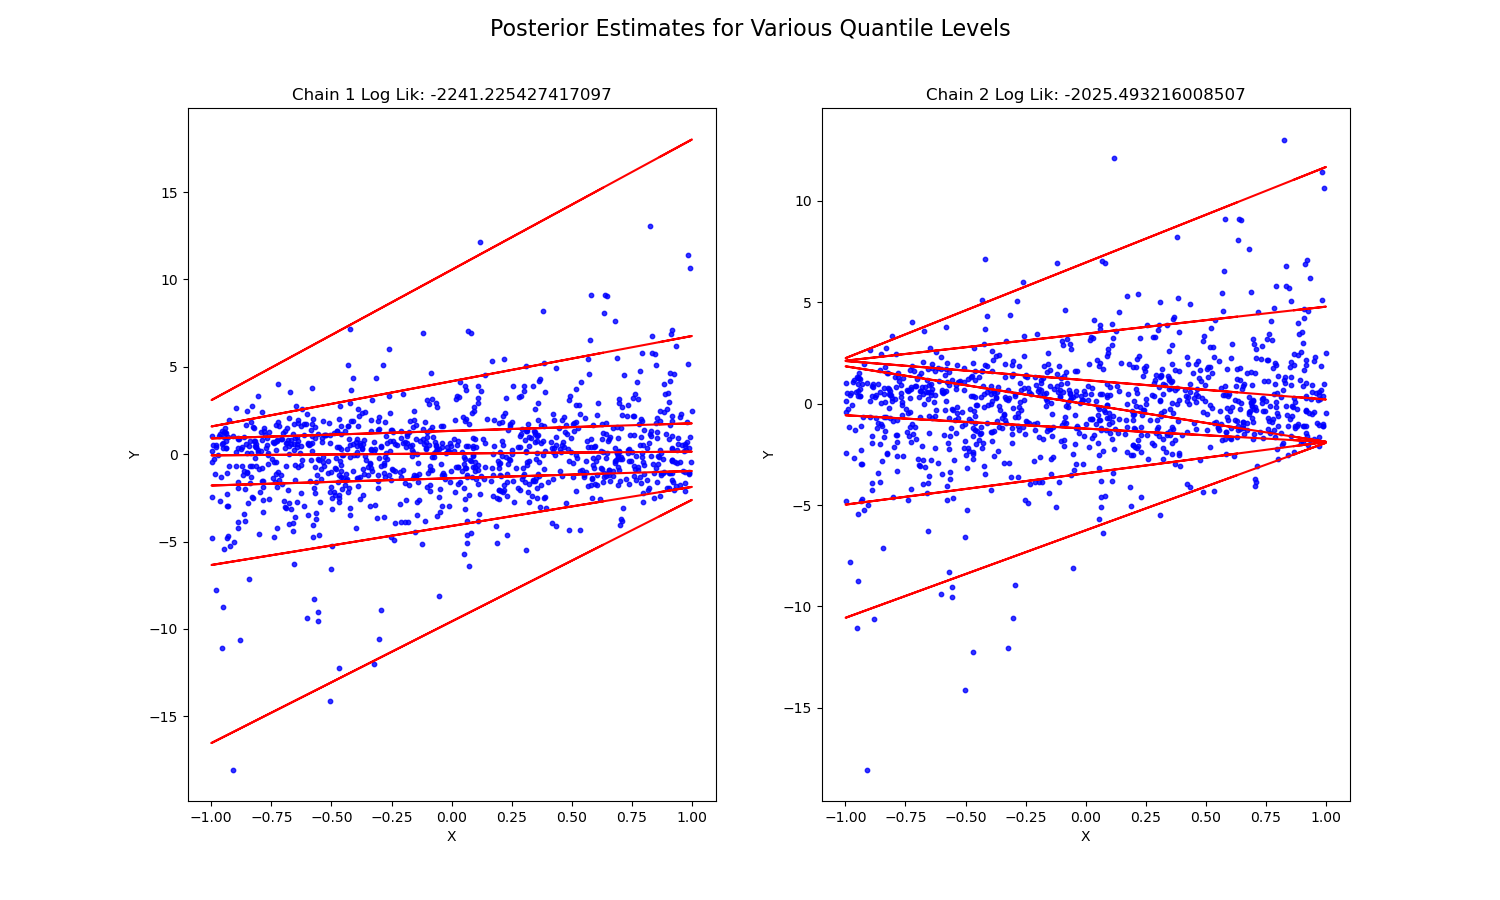 Posterior Estimates for Various Quantile Levels
Chain 1 Log Lik: -2241.225427417097
Chain 2 Log Lik: -2025.493216008507
15
10
5
0
−5
−10
−15
Y
−1.00 −0.75 −0.50 −0.25 0.00 0.25 0.50 0.75 1.00
X
10
5
0
−5
−10
−15
Y
−1.00 −0.75 −0.50 −0.25 0.00 0.25 0.50 0.75 1.00
X